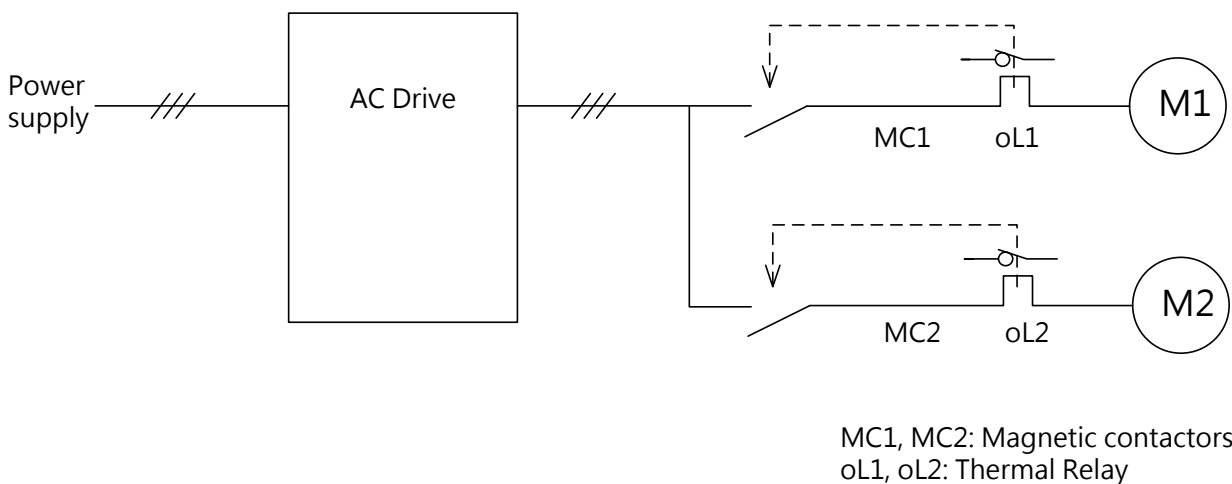 Power
supply
AC Drive
MC1
oL1
M1
MC2
oL2
M2
MC1, MC2: Magnetic contactors
oL1, oL2: Thermal Relay